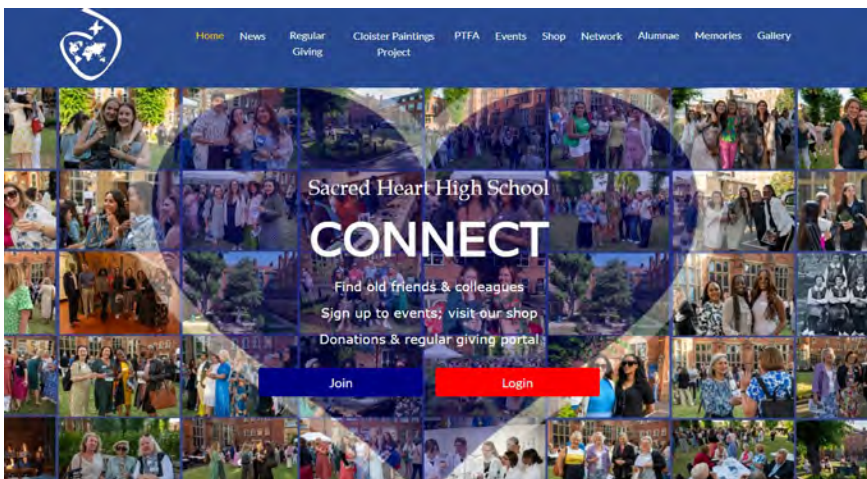 Home News Regular Giving Cloister Paintings Project PTFA Events Shop Network Alumnae Memories Gallery
Sacred Heart High School
CONNECT
Find old friends & colleagues
Sign up to events; visit our shop
Donations & regular giving portal
Join Login